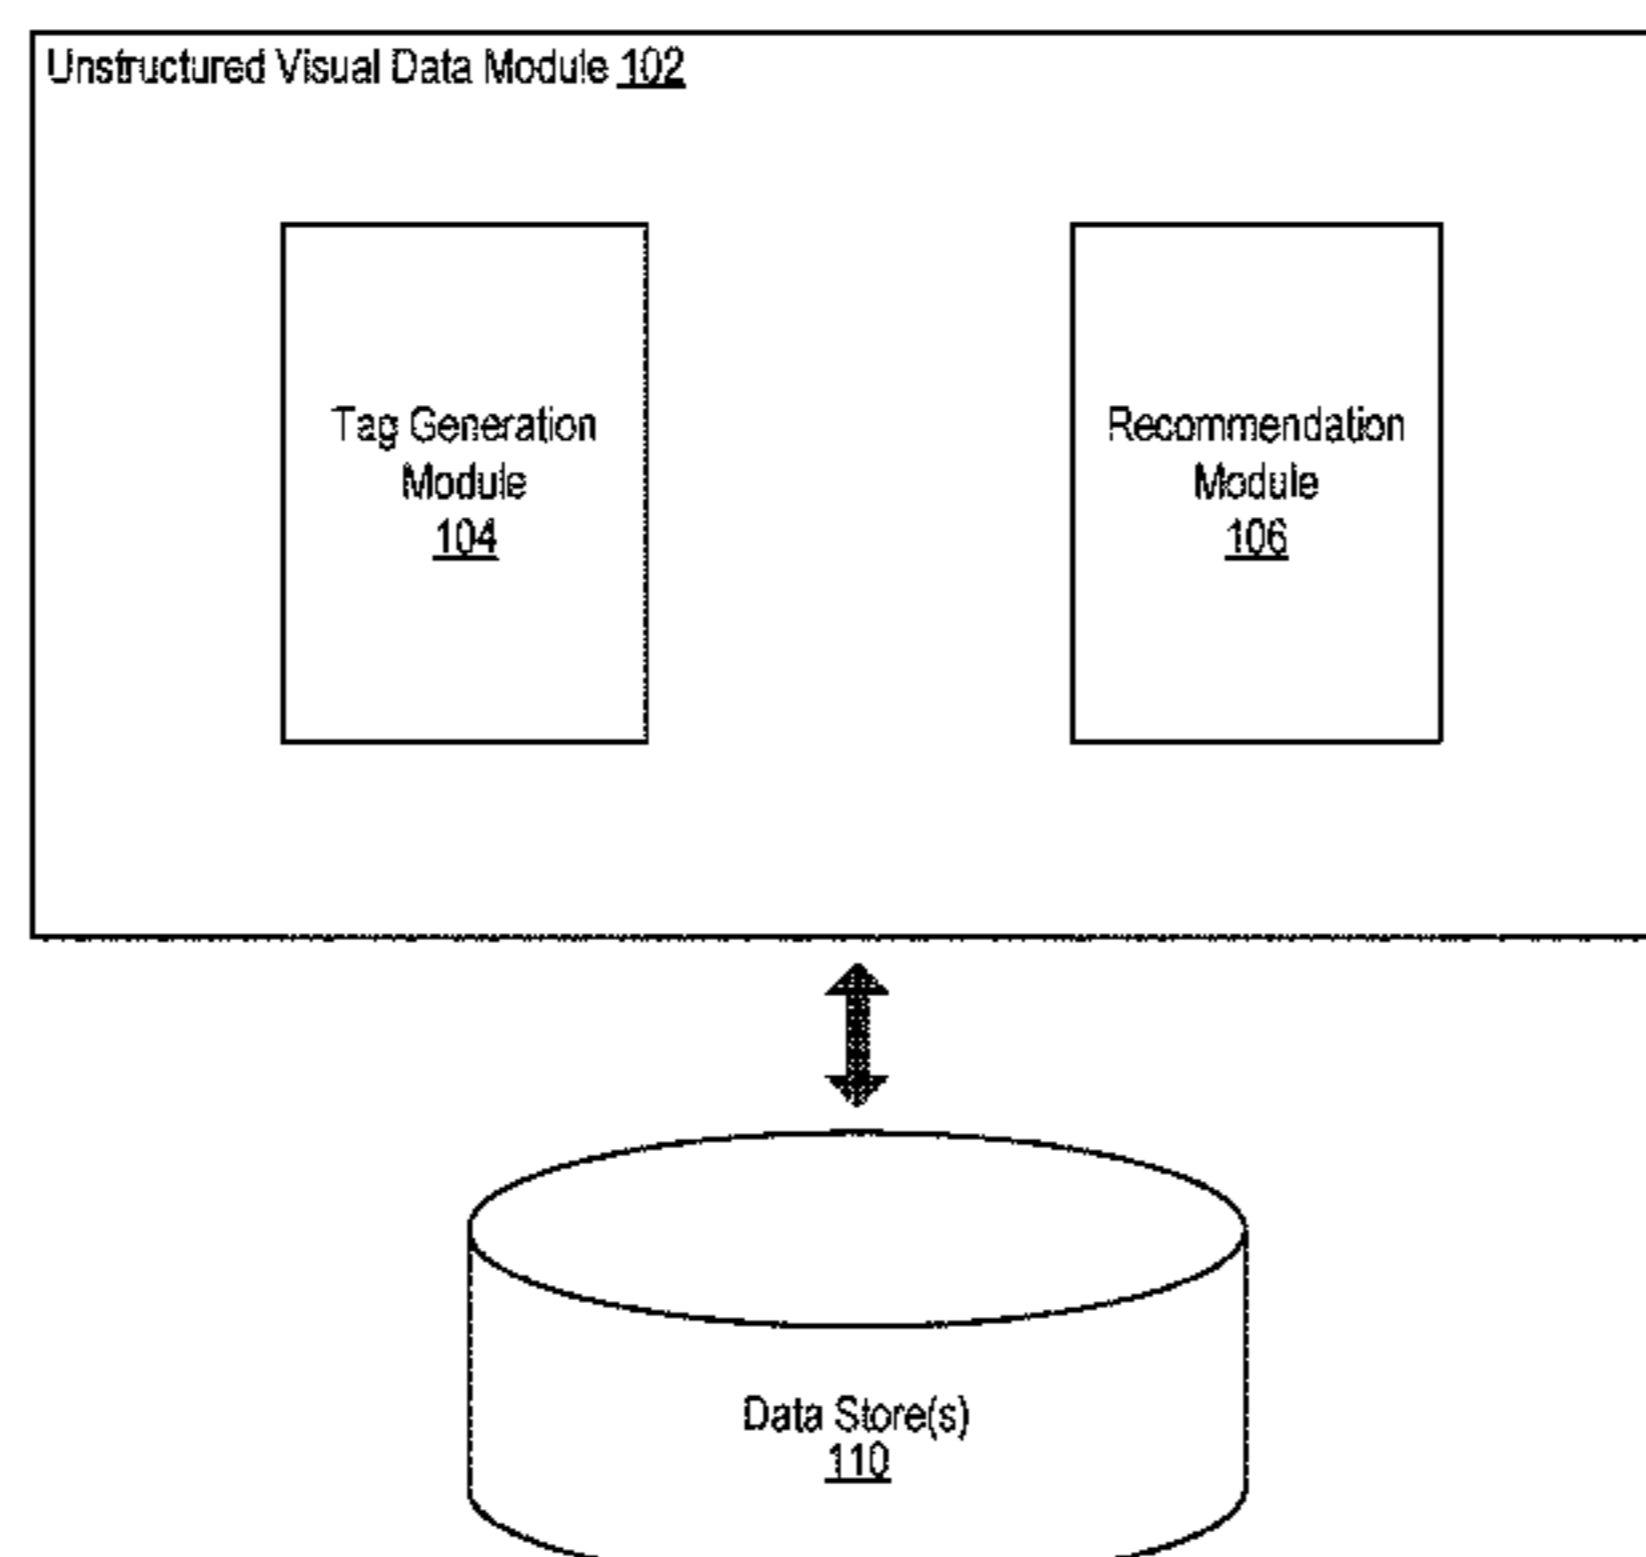 Unstructured Visual Data Module 102
Tag Generation
Module
104
Recommendation
Module
106
Data Store(s)
110